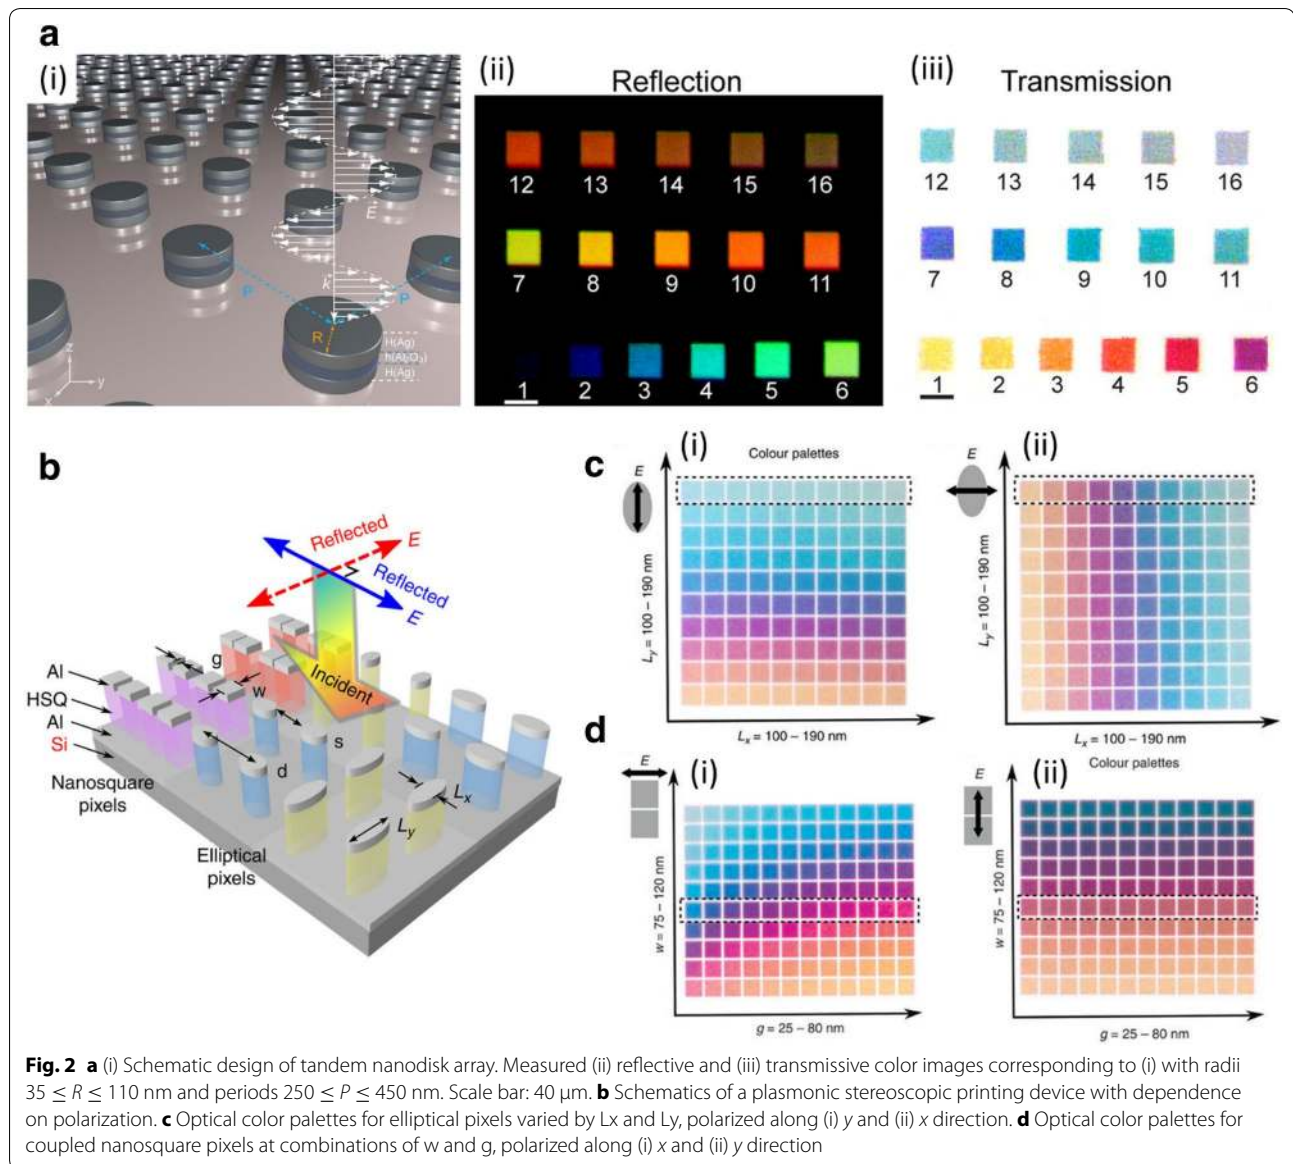 a
(i)
E
k
P
P
R
H(Ag)
h(Al₂O₃)
H(Ag)
z
y
x
(ii)
Reflection
12 13 14 15 16
7 8 9 10 11
1 2 3 4 5 6
(iii)
Transmission
12 13 14 15 16
7 8 9 10 11
1 2 3 4 5 6
b
Reflected
E
Reflected
E
Incident
g
w
s
d
Al
HSQ
Al
Si
Nanosquare
pixels
Elliptical
pixels
Lx
Ly
c
(i)
Colour palettes
E
Ly = 100 – 190 nm
Lx = 100 – 190 nm
(ii)
E
Ly = 100 – 190 nm
Lx = 100 – 190 nm
d
(i)
E
w = 75 – 120 nm
g = 25 – 80 nm
(ii)
Colour palettes
E
w = 75 – 120 nm
g = 25 – 80 nm
Fig. 2 a (i) Schematic design of tandem nanodisk array. Measured (ii) reflective and (iii) transmissive color images corresponding to (i) with radii
35 ≤ R ≤ 110 nm and periods 250 ≤ P ≤ 450 nm. Scale bar: 40 μm. b Schematics of a plasmonic stereoscopic printing device with dependence
on polarization. c Optical color palettes for elliptical pixels varied by Lx and Ly, polarized along (i) y and (ii) x direction. d Optical color palettes for
coupled nanosquare pixels at combinations of w and g, polarized along (i) x and (ii) y direction